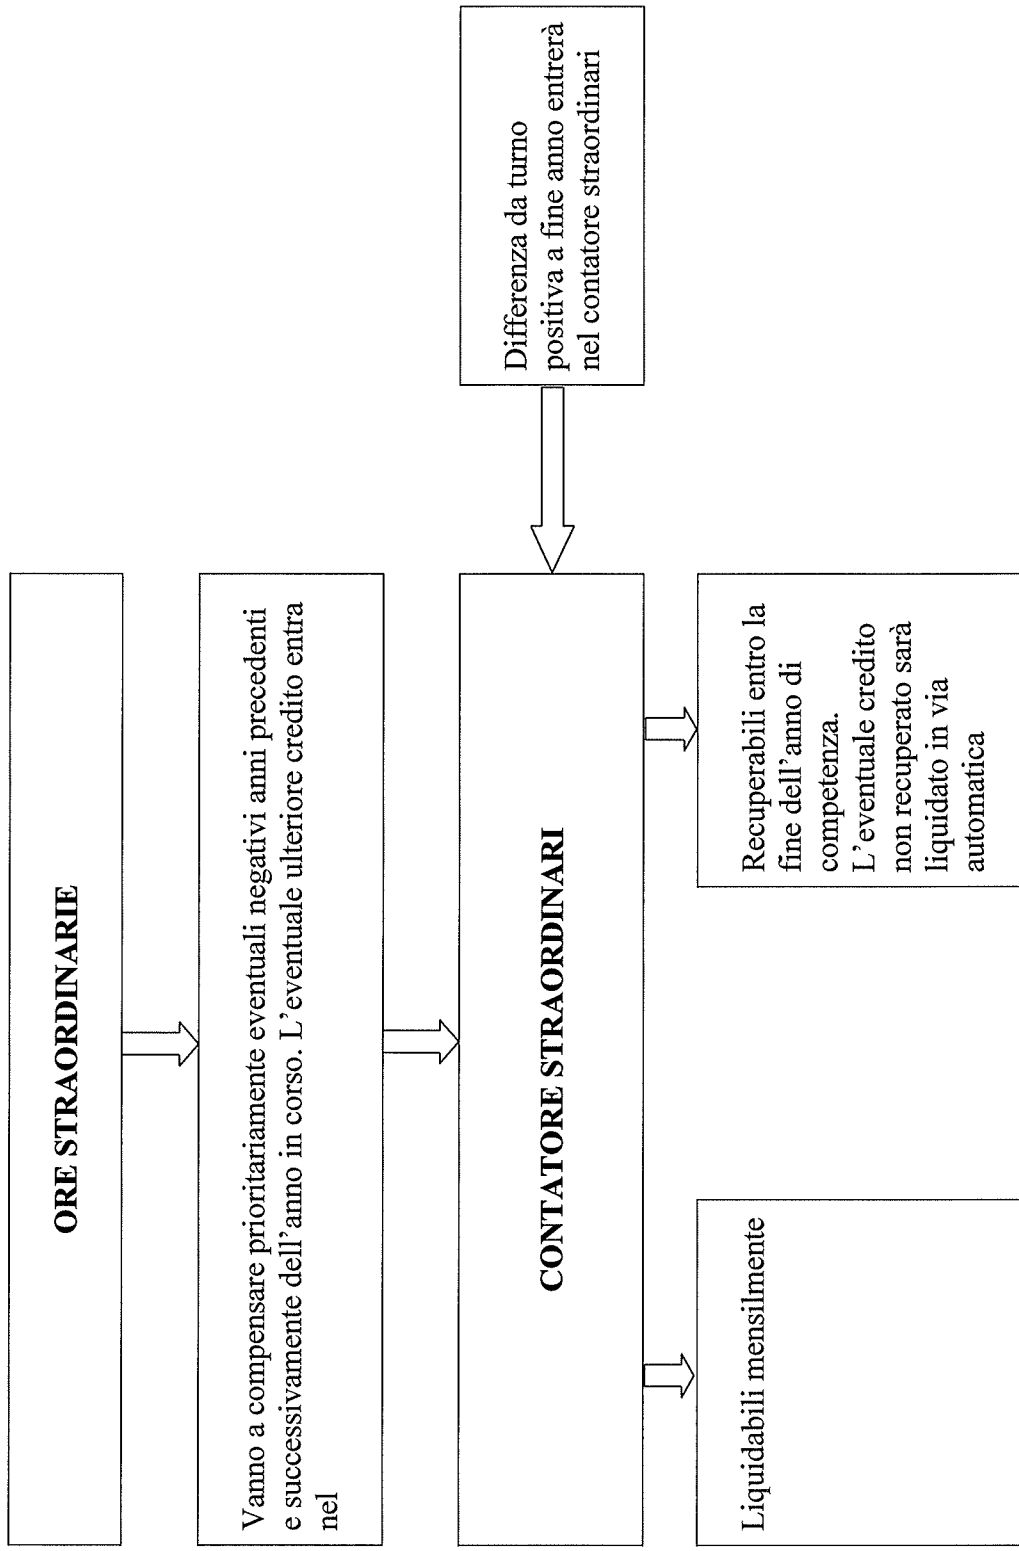 ORE STRAORDINARIE
Vanno a compensare prioritariamente eventuali negativi anni precedenti
e successivamente dell’anno in corso. L’eventuale ulteriore credito entra
nel
CONTATORE STRAORDINARI
Differenza da turno
positiva a fine anno entrerà
nel contatore straordinari
Liquidabili mensilmente
Recuperabili entro la
fine dell’anno di
competenza.
L’eventuale credito
non recuperato sarà
liquidato in via
automatica